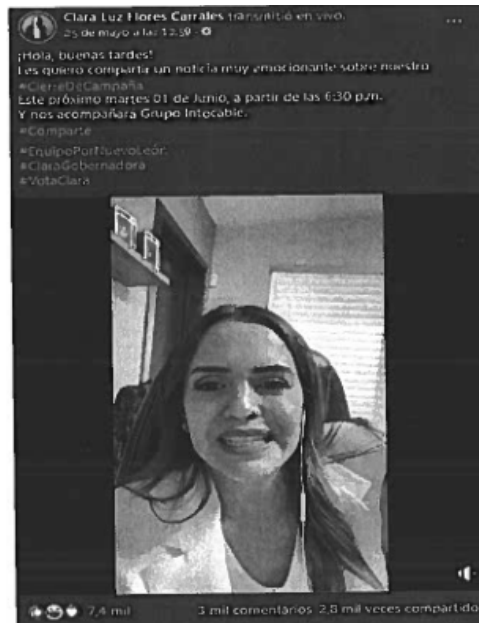 Clara Luz Flores Carrales transmitió en vivo.
25 de mayo a las 12:59
¡Hola, buenas tardes!
Les quiero compartir un noticia muy emocionante sobre nuestro
#CierreDeCampaña
Este próximo martes 01 de Junio, a partir de las 6:30 p.m.
Y nos acompañara Grupo Intocable.
#Comparte
#EquipoPorNuevoLeón
#ClaraGobernadora
#VotaClara
7,4 mil
3 mil comentarios 2,8 mil veces compartido